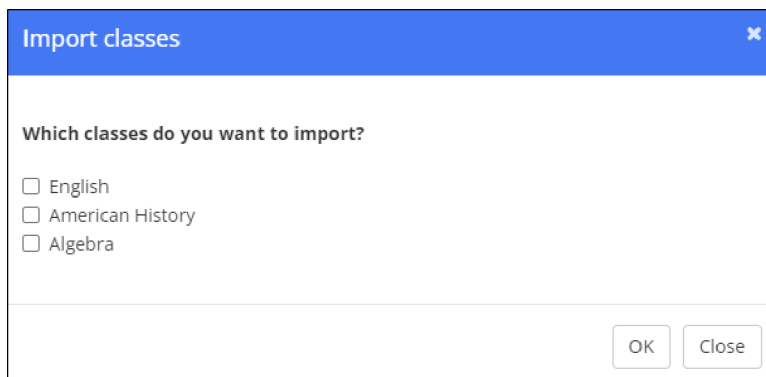 Import classes
Which classes do you want to import?
English
American History
Algebra
OK Close